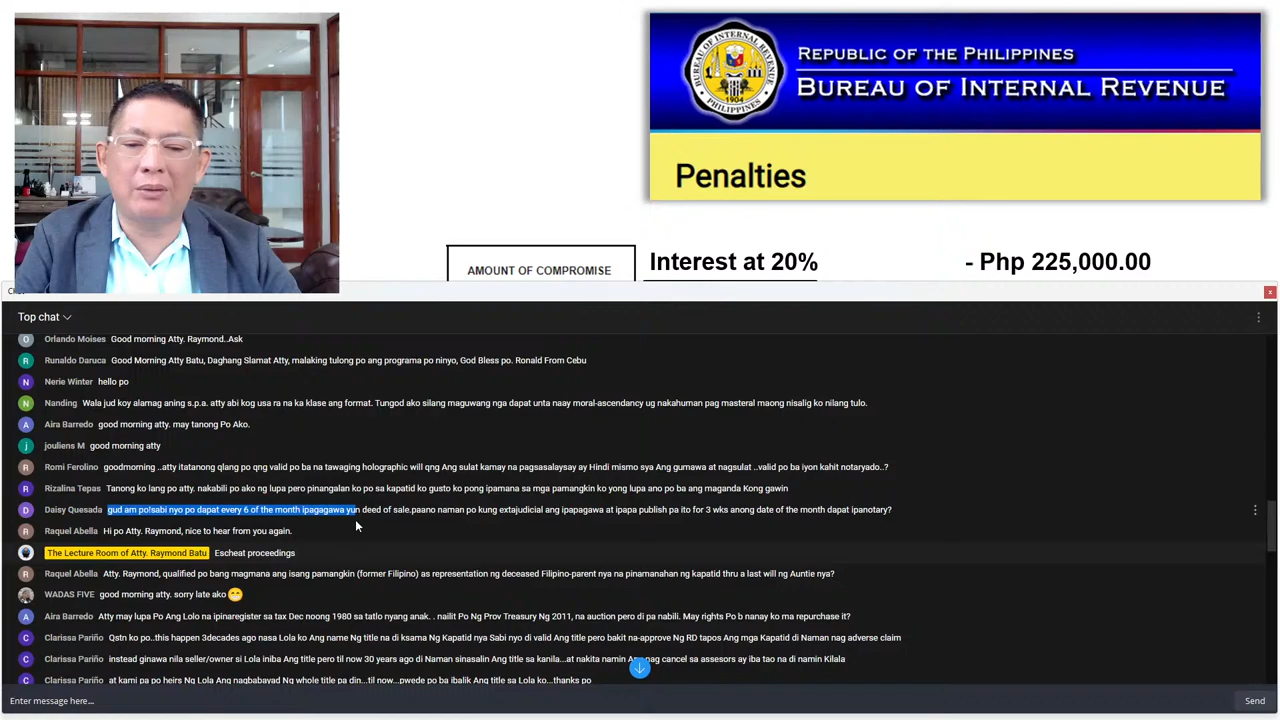 REPUBLIC OF THE PHILIPPINES
BUREAU OF INTERNAL REVENUE
BUREAU OF INTERNAL REVENUE
PHILIPPINES
1904
Penalties
AMOUNT OF COMPROMISE
Interest at 20% - Php 225,000.00
Top chat
Orlando Moises Good morning Atty. Raymond..Ask
Runaldo Daruca Good Morning Atty Batu, Daghang Slamat Atty, malaking tulong po ang programa po ninyo, God Bless po. Ronald From Cebu
Nerie Winter hello po
Nanding Wala jud koy alamag aning s.p.a. atty abi kog usa ra na ka klase ang format. Tungod ako silang maguwang nga dapat unta naay moral-ascendancy ug nakahuman pag masteral maong nisalig ko nilang tulo.
Aira Barredo good morning atty. may tanong Po Ako.
jouliens M good morning atty
Romi Ferolino goodmorning ..atty itatanong qlang po qng valid po ba na tawaging holographic will qng Ang sulat kamay na pagsasalaysay ay Hindi mismo sya Ang gumawa at nagsulat ..valid po ba iyon kahit notaryado..?
Rizalina Tepas Tanong ko lang po atty. nakabili po ako ng lupa pero pinangalan ko po sa kapatid ko gusto ko pong ipamana sa mga pamangkin ko yong lupa ano po ba ang maganda Kong gawin
Daisy Quesada gud am po!sabi nyo po dapat every 6 of the month ipagagawa yun deed of sale.paano naman po kung extajudicial ang ipapagawa at ipapa publish pa ito for 3 wks anong date of the month dapat ipanotary?
Raquel Abella Hi po Atty. Raymond, nice to hear from you again.
The Lecture Room of Atty. Raymond Batu Escheat proceedings
Raquel Abella Atty. Raymond, qualified po bang magmana ang isang pamangkin (former Filipino) as representation ng deceased Filipino-parent nya na pinamanahan ng kapatid thru a last will ng Auntie nya?
WADAS FIVE good morning atty. sorry late ako 😁
Aira Barredo Atty may lupa Po Ang Lolo na ipinaregister sa tax Dec noong 1980 sa tatlo nyang anak. . nailit Po Ng Prov Treasury Ng 2011, na auction pero di pa nabili. May rights Po b nanay ko ma repurchase it?
Clarissa Pariño Qstn ko po..this happen 3decades ago nasa Lola ko Ang name Ng title na di ksama Ng Kapatid nya Sabi nyo di valid Ang title pero bakit na-approve Ng RD tapos Ang mga Kapatid di Naman nag adverse claim
Clarissa Pariño instead ginawa nila seller/owner si Lola iniba Ang title pero til now 30 years ago di Naman sinasalin Ang title sa kanila...at nakita namin Ang nag cancel sa assesors ay iba tao na di namin Kilala
Clarissa Pariño at kami pa po heirs Ng Lola Ang nagbabayad Ng whole title pa din...til now...pwede po ba ibalik Ang title sa Lola ko...thanks po
Enter message here...
Send